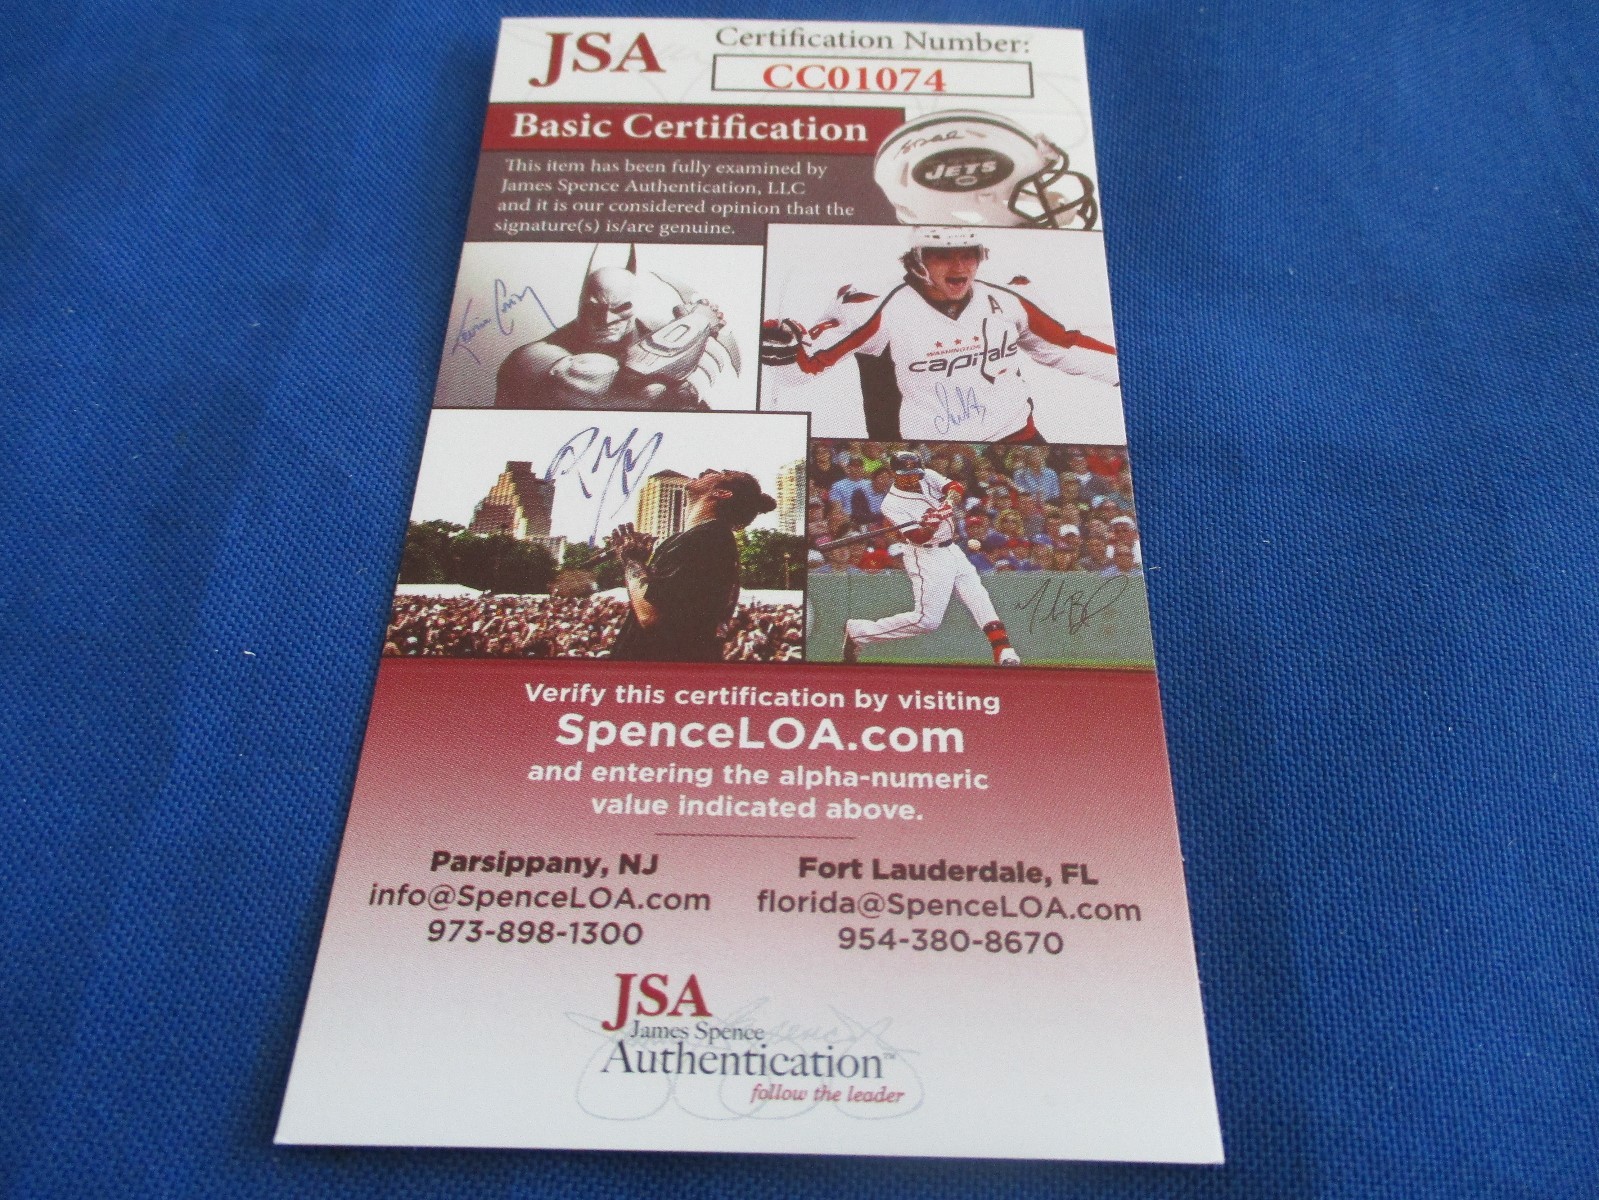 JSA
Certification Number:
CC01074
Basic Certification
This item has been fully examined by
James Spence Authentication, LLC
and it is our considered opinion that the
signature(s) is/are genuine.
JETS
A
WASHINGTON
capitals
Verify this certification by visiting
SpenceLOA.com
and entering the alpha-numeric
value indicated above.
Parsippany, NJ
info@SpenceLOA.com
973-898-1300
Fort Lauderdale, FL
florida@SpenceLOA.com
954-380-8670
JSA
James Spence
Authentication™
follow the leader